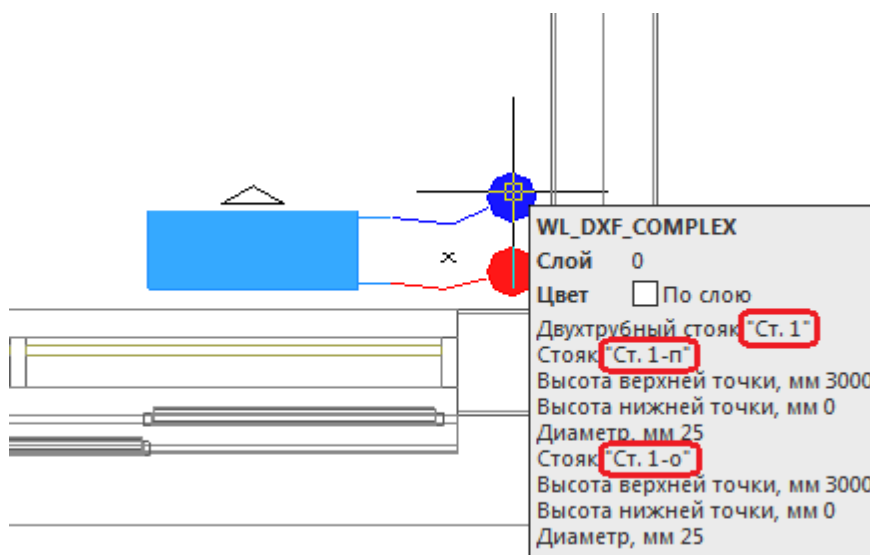 WL_DXF_COMPLEX
Слой 0
Цвет По слою
Двухтрубный стояк "Ст. 1"
Стояк "Ст. 1-п"
Высота верхней точки, мм 3000
Высота нижней точки, мм 0
Диаметр, мм 25
Стояк "Ст. 1-о"
Высота верхней точки, мм 3000
Высота нижней точки, мм 0
Диаметр, мм 25